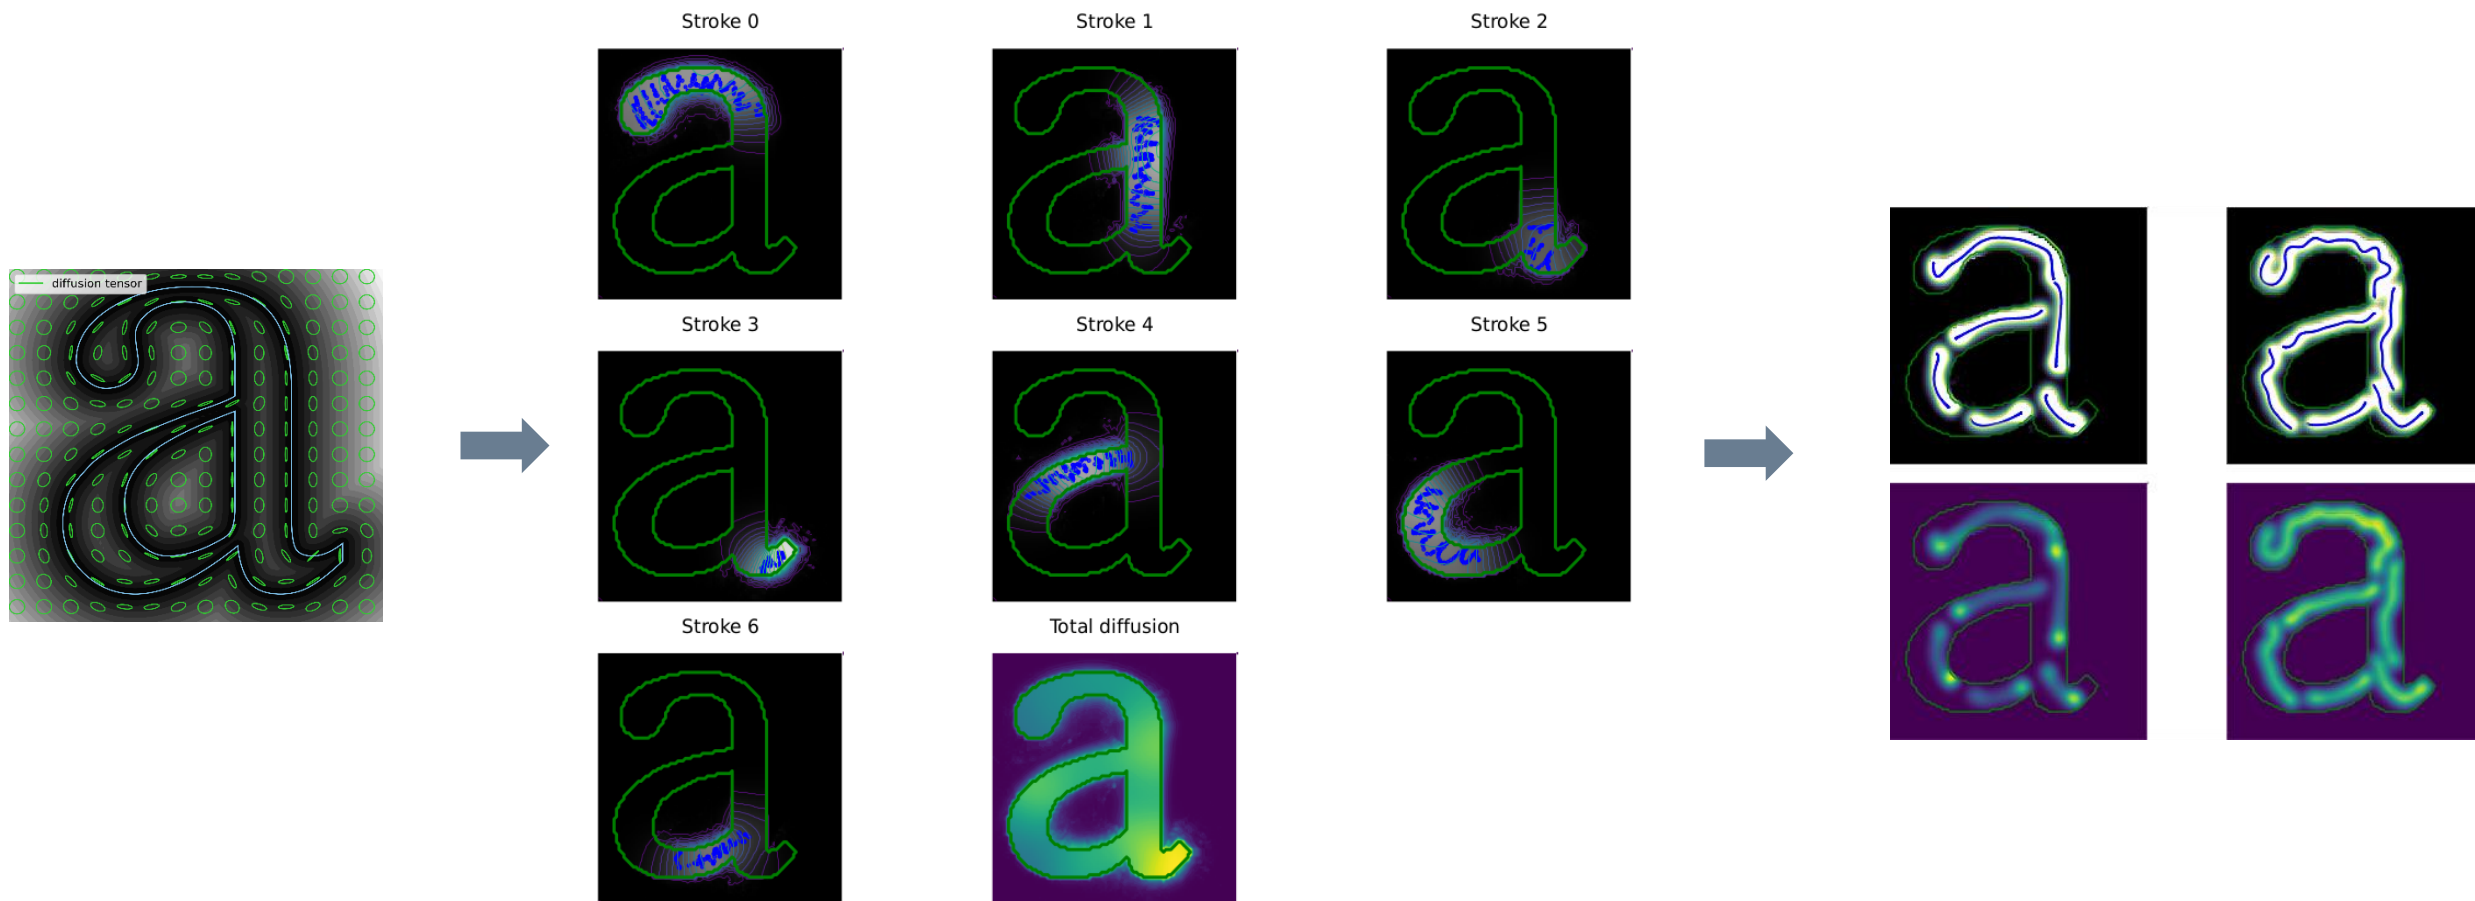 diffusion tensor
Stroke 0
Stroke 1
Stroke 2
Stroke 3
Stroke 4
Stroke 5
Stroke 6
Total diffusion